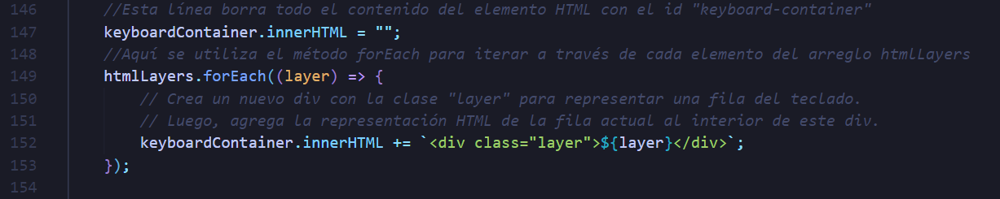 146 //Esta línea borra todo el contenido del elemento HTML con el id "keyboard-container"
147 keyboardContainer.innerHTML = "";
148 //Aquí se utiliza el método forEach para iterar a través de cada elemento del arreglo htmlLayers
149 htmlLayers.forEach((layer) => {
150 // Crea un nuevo div con la clase "layer" para representar una fila del teclado.
151 // Luego, agrega la representación HTML de la fila actual al interior de este div.
152 keyboardContainer.innerHTML += `<div class="layer">${layer}</div>`;
153 });
154